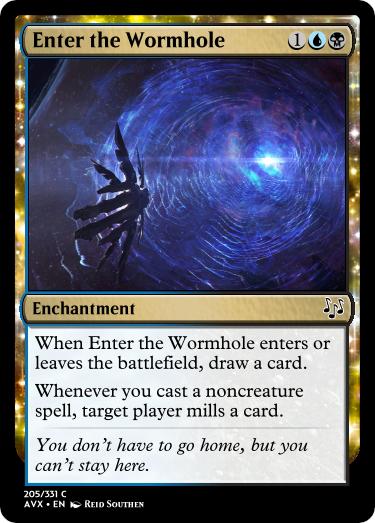 Enter the Wormhole 1
Enchantment
When Enter the Wormhole enters or
leaves the battlefield, draw a card.
Whenever you cast a noncreature
spell, target player mills a card.
You don't have to go home, but you
can't stay here.
205/331 C
AVX • EN Reid Southen